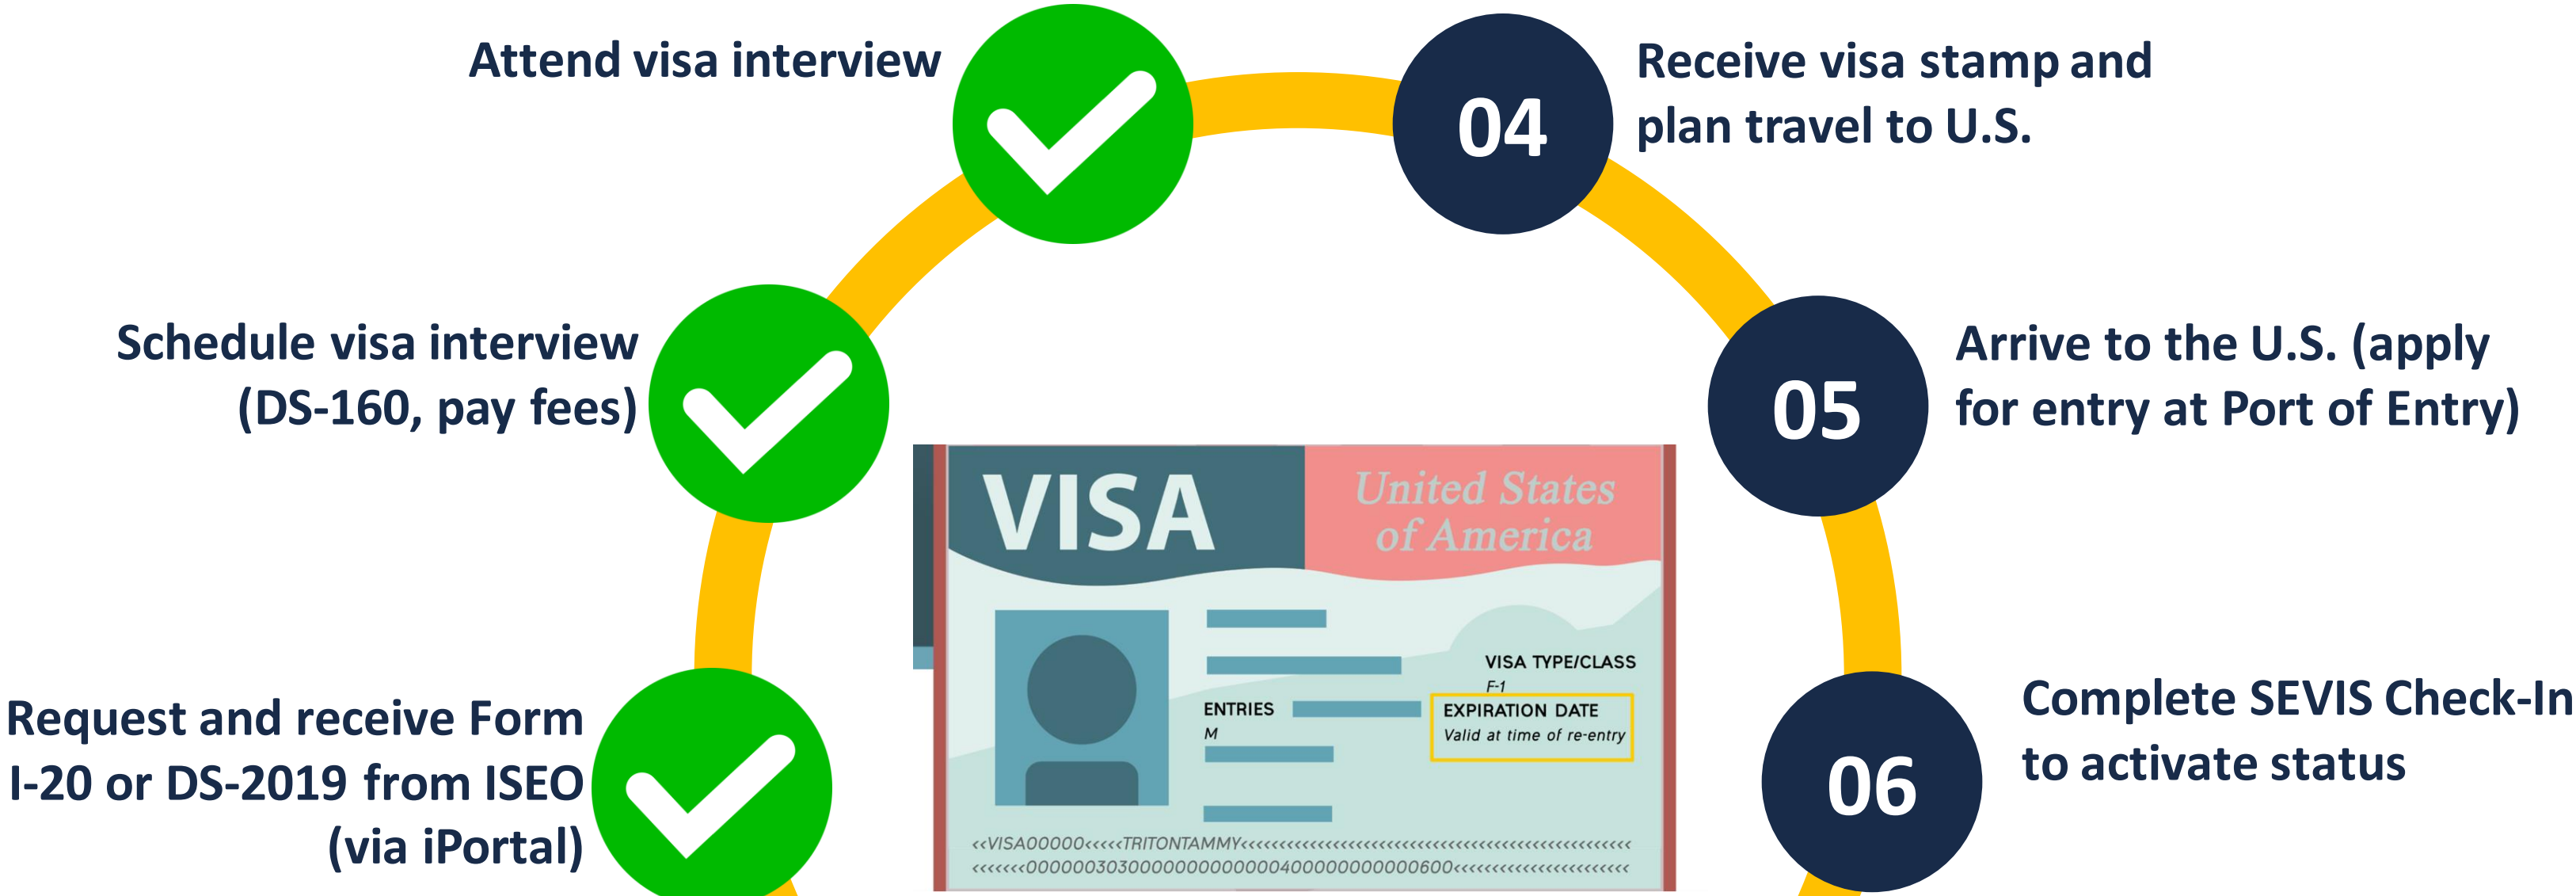 Attend visa interview
04
Receive visa stamp and
plan travel to U.S.
Schedule visa interview
(DS-160, pay fees)
05
Arrive to the U.S. (apply
for entry at Port of Entry)
VISA
United States
of America
VISA TYPE/CLASS
F-1
ENTRIES
M
EXPIRATION DATE
Valid at time of re-entry
Request and receive Form
I-20 or DS-2019 from ISEO
(via iPortal)
06
Complete SEVIS Check-In
to activate status